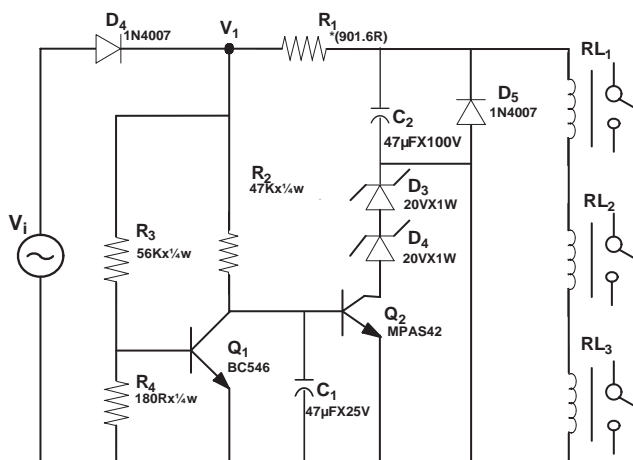 D4
1N4007
V1
R1
*(901.6R)
RL1
C2
47µFX100V
D5
1N4007
R2
47Kx¼w
D3
20VX1W
Vi
R3
56Kx¼w
D4
20VX1W
RL2
Q2
MPAS42
Q1
BC546
R4
180Rx¼w
C1
47µFX25V
RL3